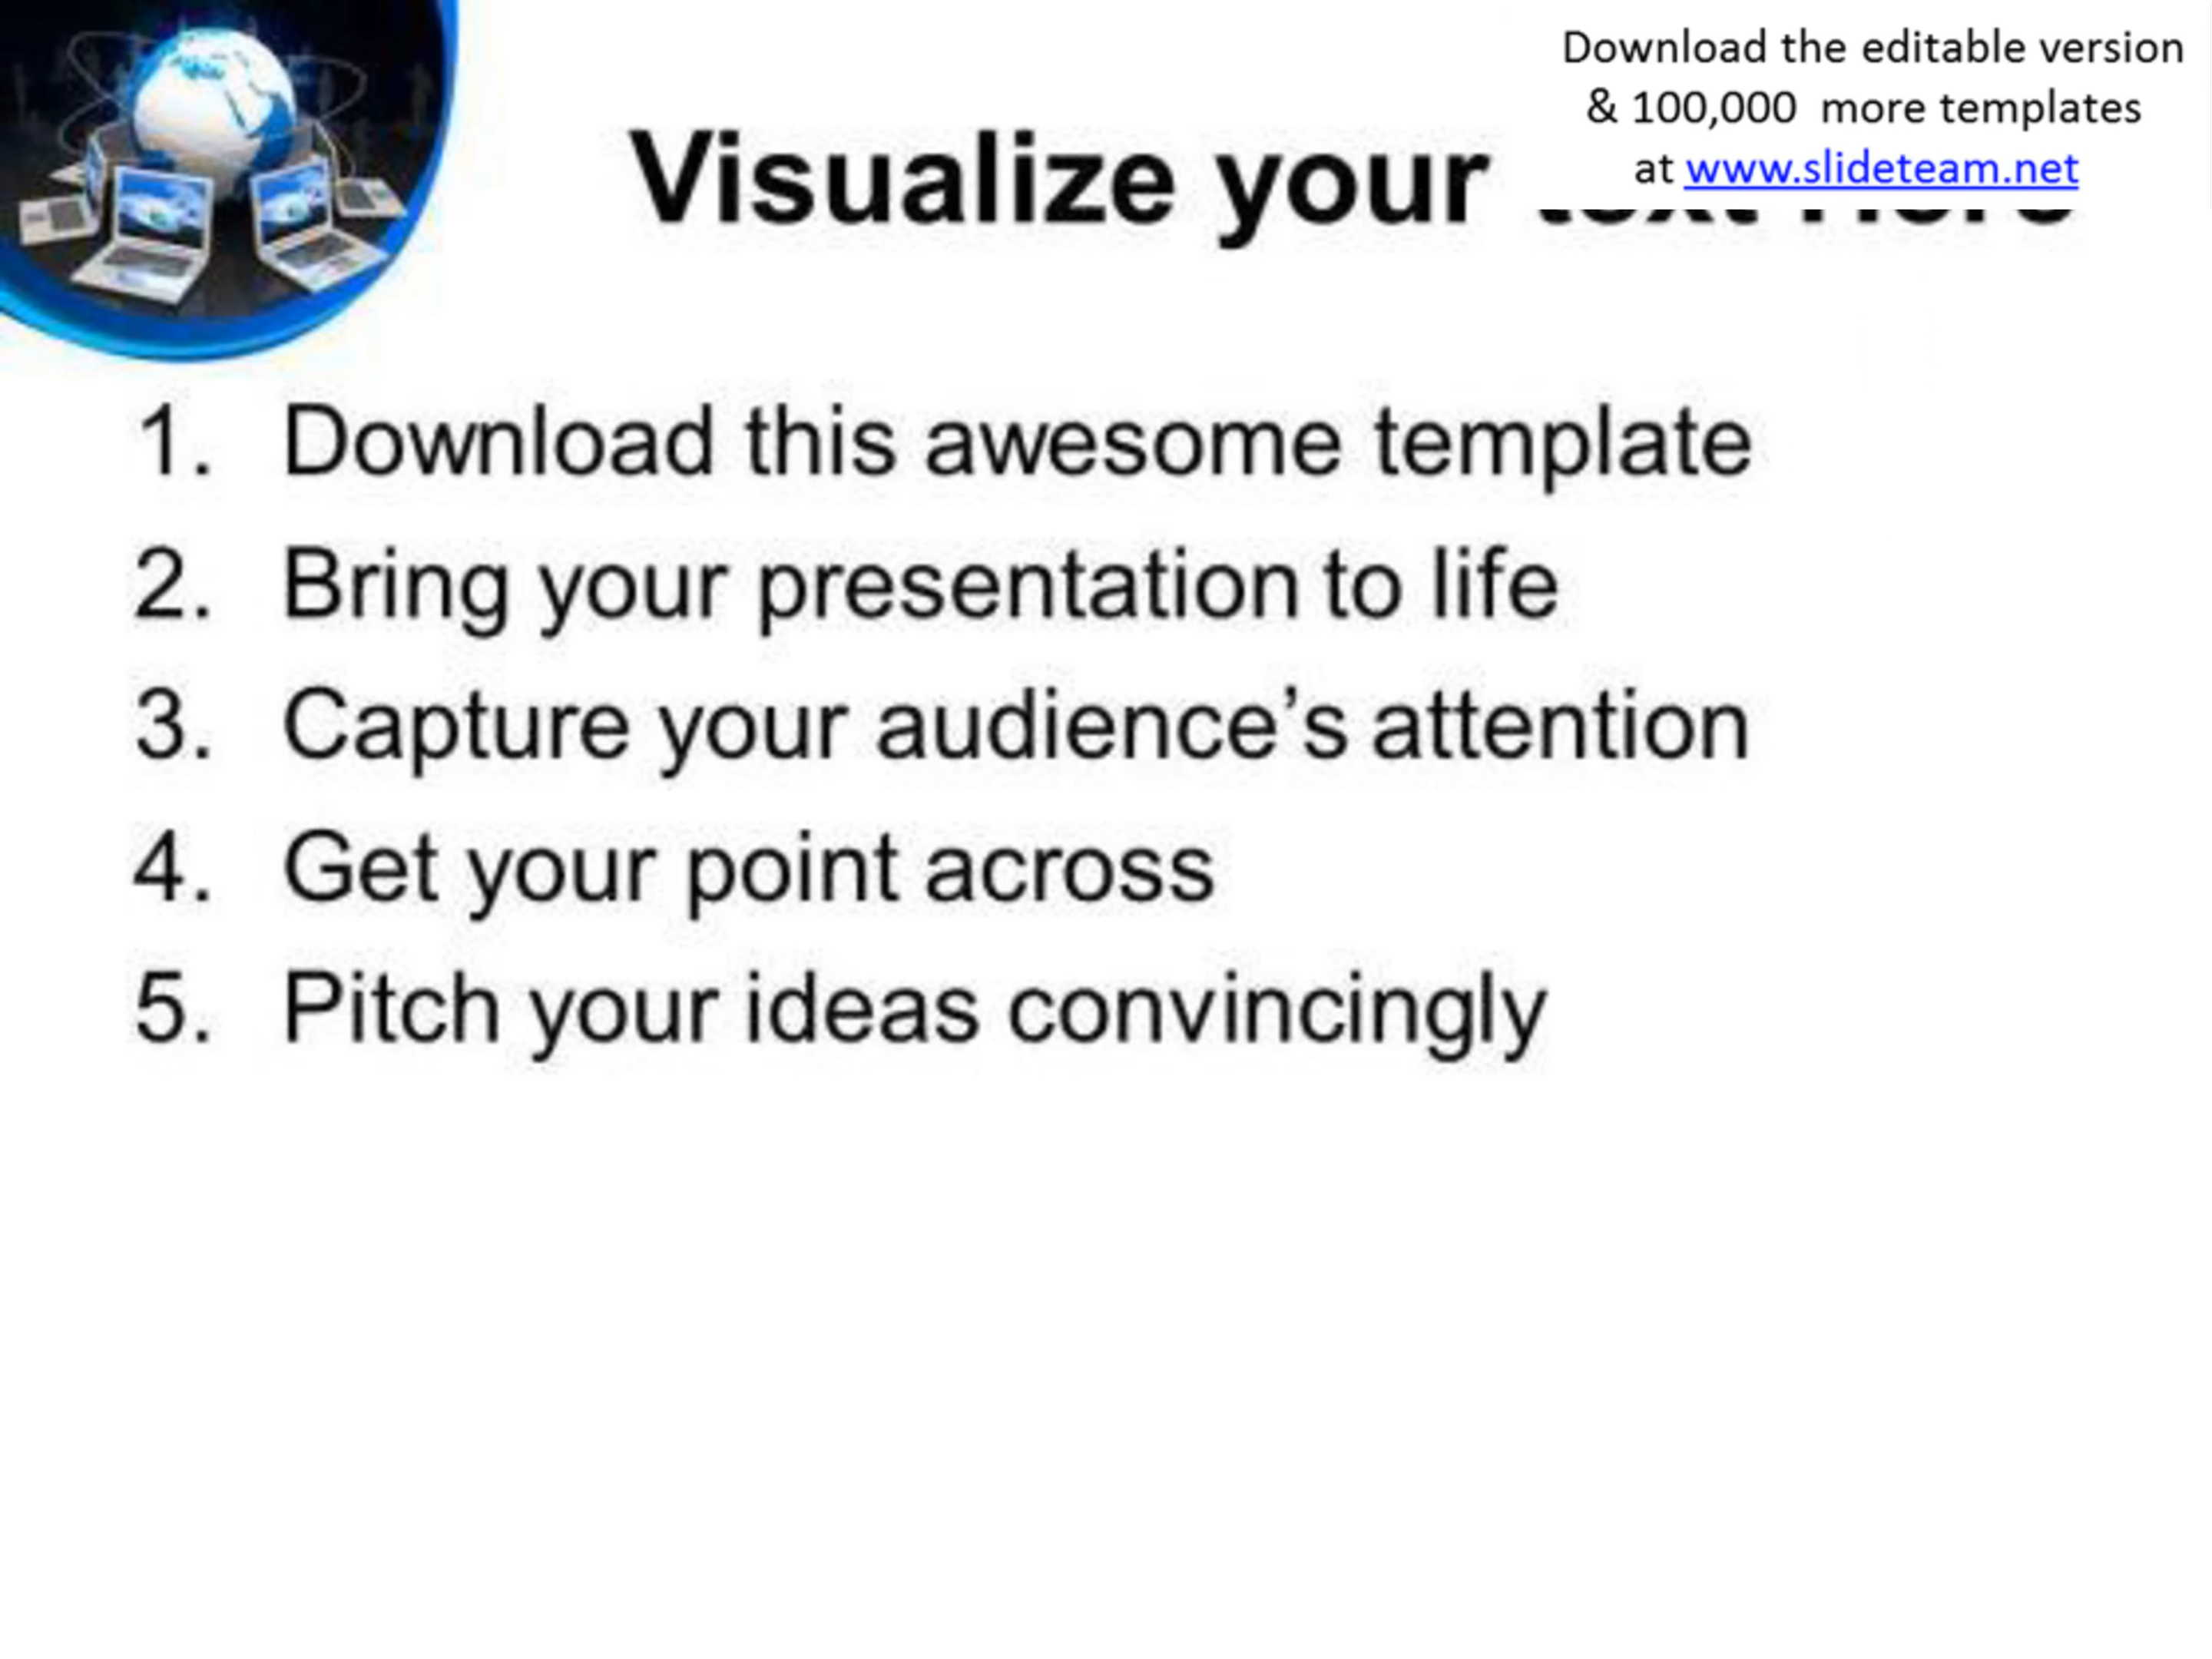 Download the editable version
& 100,000 more templates
at www.slideteam.net
Visualize your
1. Download this awesome template
2. Bring your presentation to life
3. Capture your audience’s attention
4. Get your point across
5. Pitch your ideas convincingly